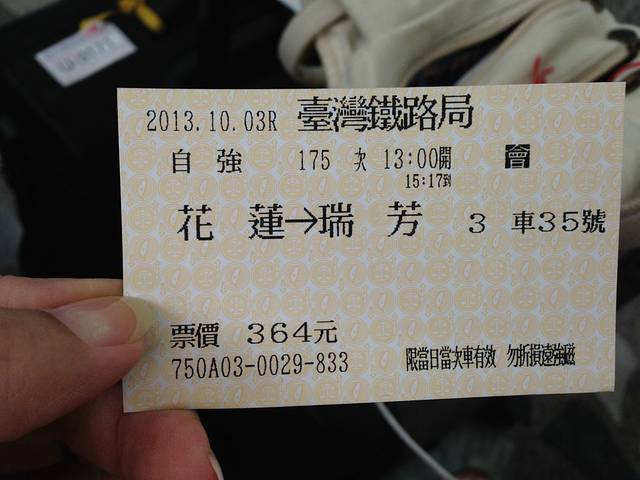 2013.10.03R 臺灣鐵路局
自強 175 次 13:00開 會
15:17到
花蓮→瑞芳 3 車35號
票價 364元
750A03-0029-833 限當日當次車有效 勿折損遠強磁